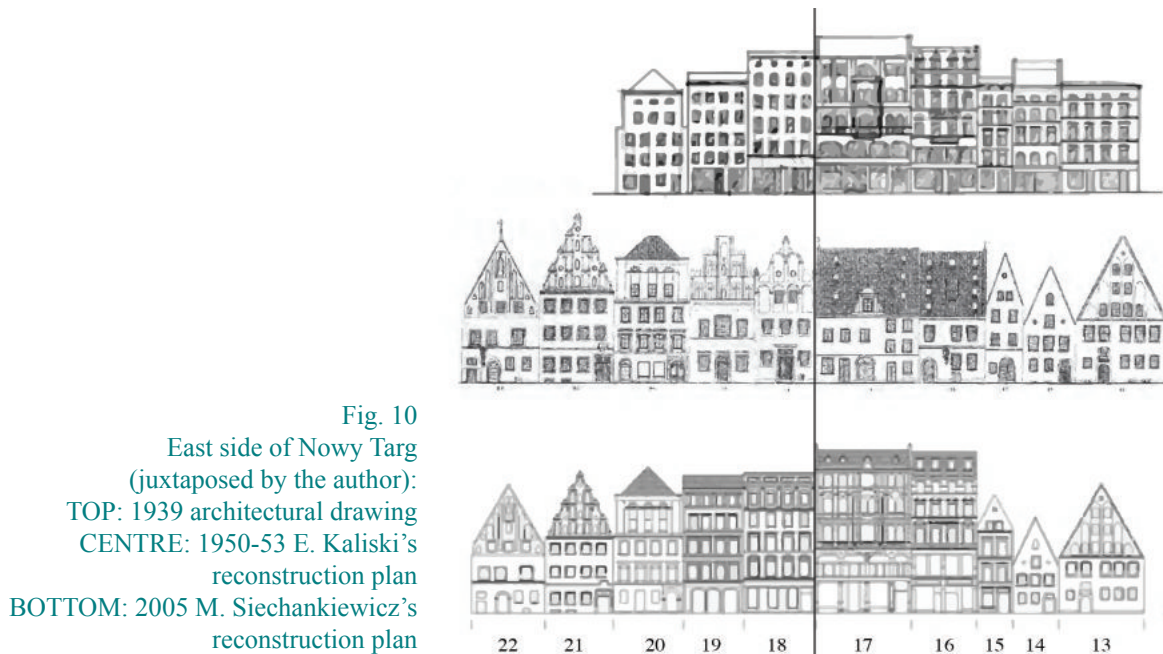 Fig. 10
East side of Nowy Targ
(juxtaposed by the author):
TOP: 1939 architectural drawing
CENTRE: 1950-53 E. Kaliski's
reconstruction plan
BOTTOM: 2005 M. Siechankiewicz's
reconstruction plan
22 21 20 19 18 17 16 15 14 13